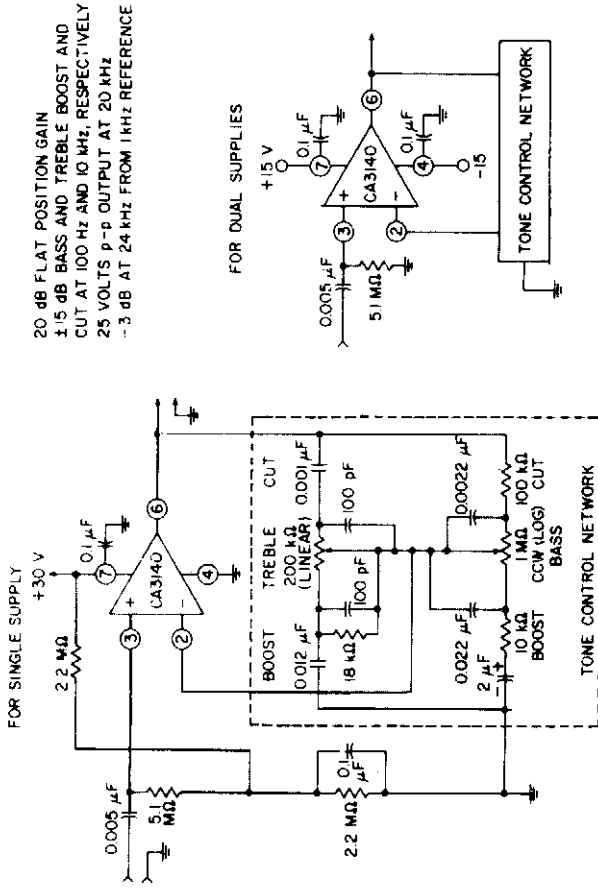 FOR SINGLE SUPPLY
+30 V
2.2 MΩ
0.1 μF
7
3
+
CA3140
6
0.005 μF
2
-
4
5.1
MΩ
BOOST
TREBLE
CUT
200 kΩ
(LINEAR)
0.012 μF
0.001 μF
18 kΩ
100 pF
100 pF
0.1
μF
2.2 MΩ
0.022
μF
0.0022
μF
2 μF
- +
10 kΩ
BOOST
1 MΩ
CCW (LOG)
BASS
100 kΩ
CUT
TONE CONTROL NETWORK
20 dB FLAT POSITION GAIN
±15 dB BASS AND TREBLE BOOST AND
CUT AT 100 Hz AND 10 kHz, RESPECTIVELY
25 VOLTS p-p OUTPUT AT 20 kHz
-3 dB AT 24 kHz FROM 1 kHz REFERENCE
FOR DUAL SUPPLIES
+15 V
0.1 μF
7
0.005 μF
3
+
CA3140
6
5.1 MΩ
2
-
4
0.1 μF
-15
TONE CONTROL NETWORK